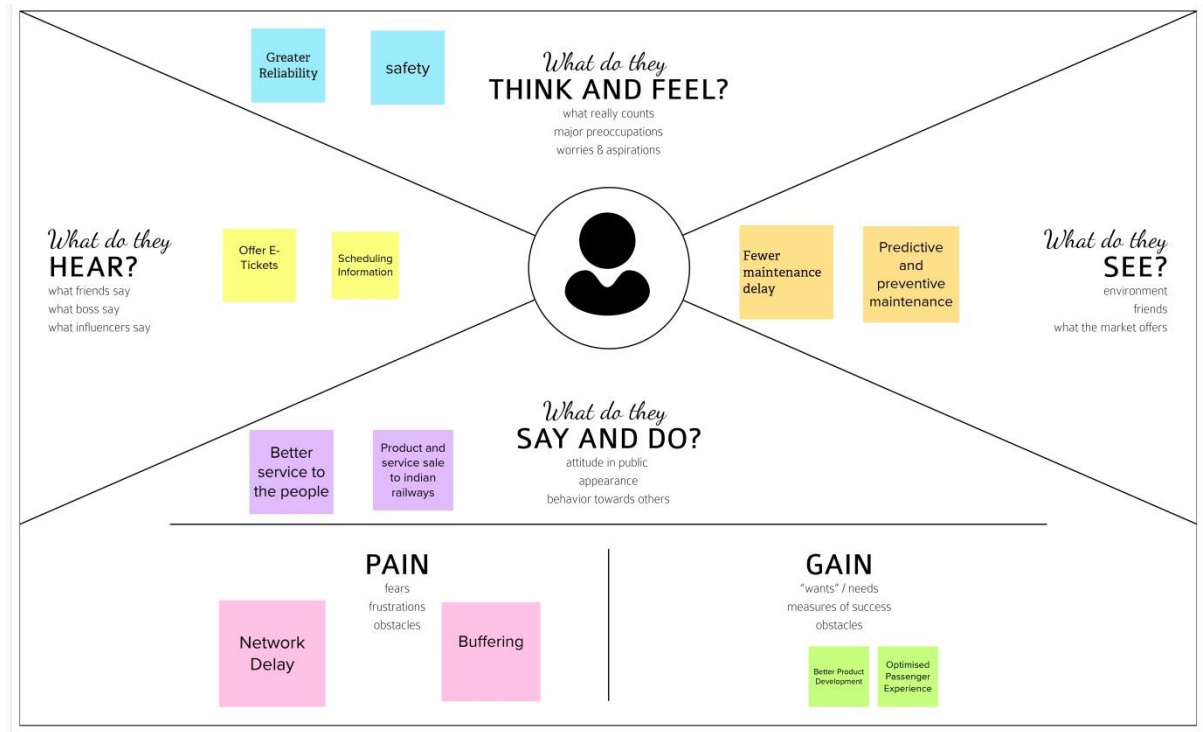 Greater
Reliability
safety
What do they
THINK AND FEEL?
what really counts
major preoccupations
worries & aspirations
What do they
HEAR?
what friends say
what boss say
what influencers say
Offer E-
Tickets
Scheduling
Information
Fewer
maintenance
delay
Predictive
and
preventive
maintenance
What do they
SEE?
environment
friends
what the market offers
What do they
SAY AND DO?
attitude in public
appearance
behavior towards others
Better
service to
the people
Product and
service sale
to indian
railways
PAIN
fears
frustrations
obstacles
Network
Delay
Buffering
GAIN
"wants" / needs
measures of success
obstacles
Better Product
Development
Optimised
Passenger
Experience